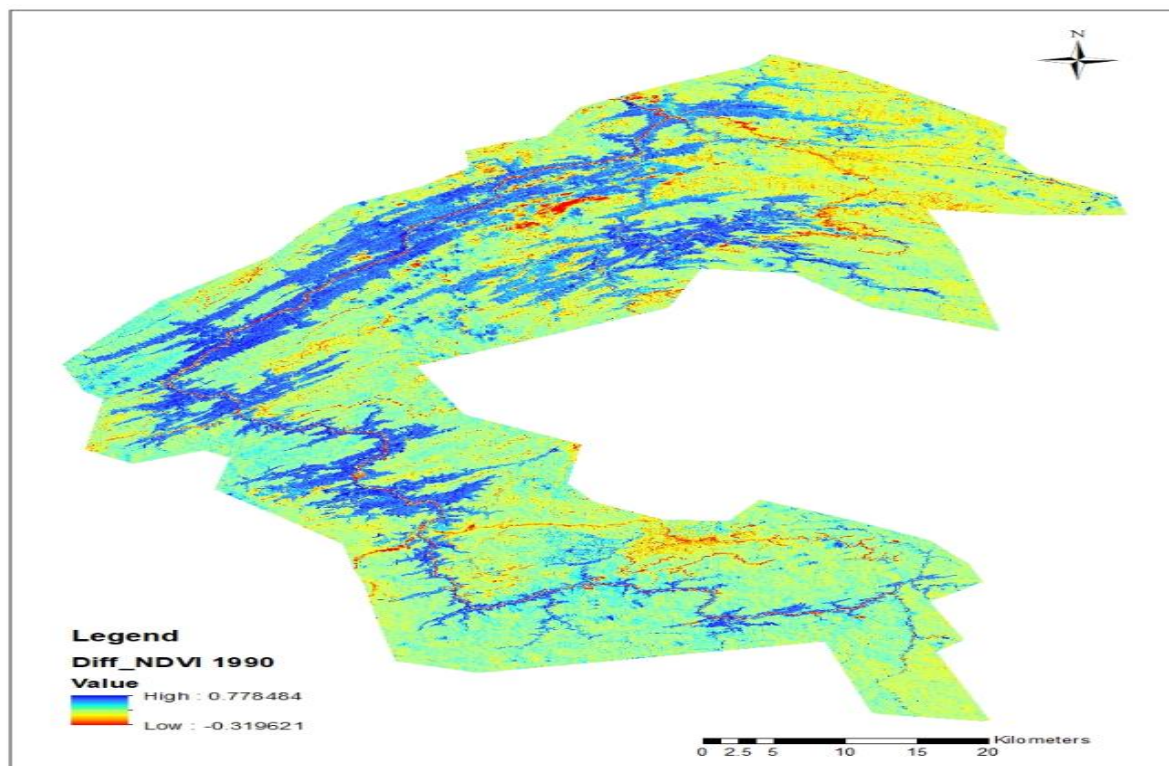 N
Legend
Diff_NDVI 1990
Value
High : 0.778484
Low : -0.319621
Kilometers
0 2.5 5 10 15 20